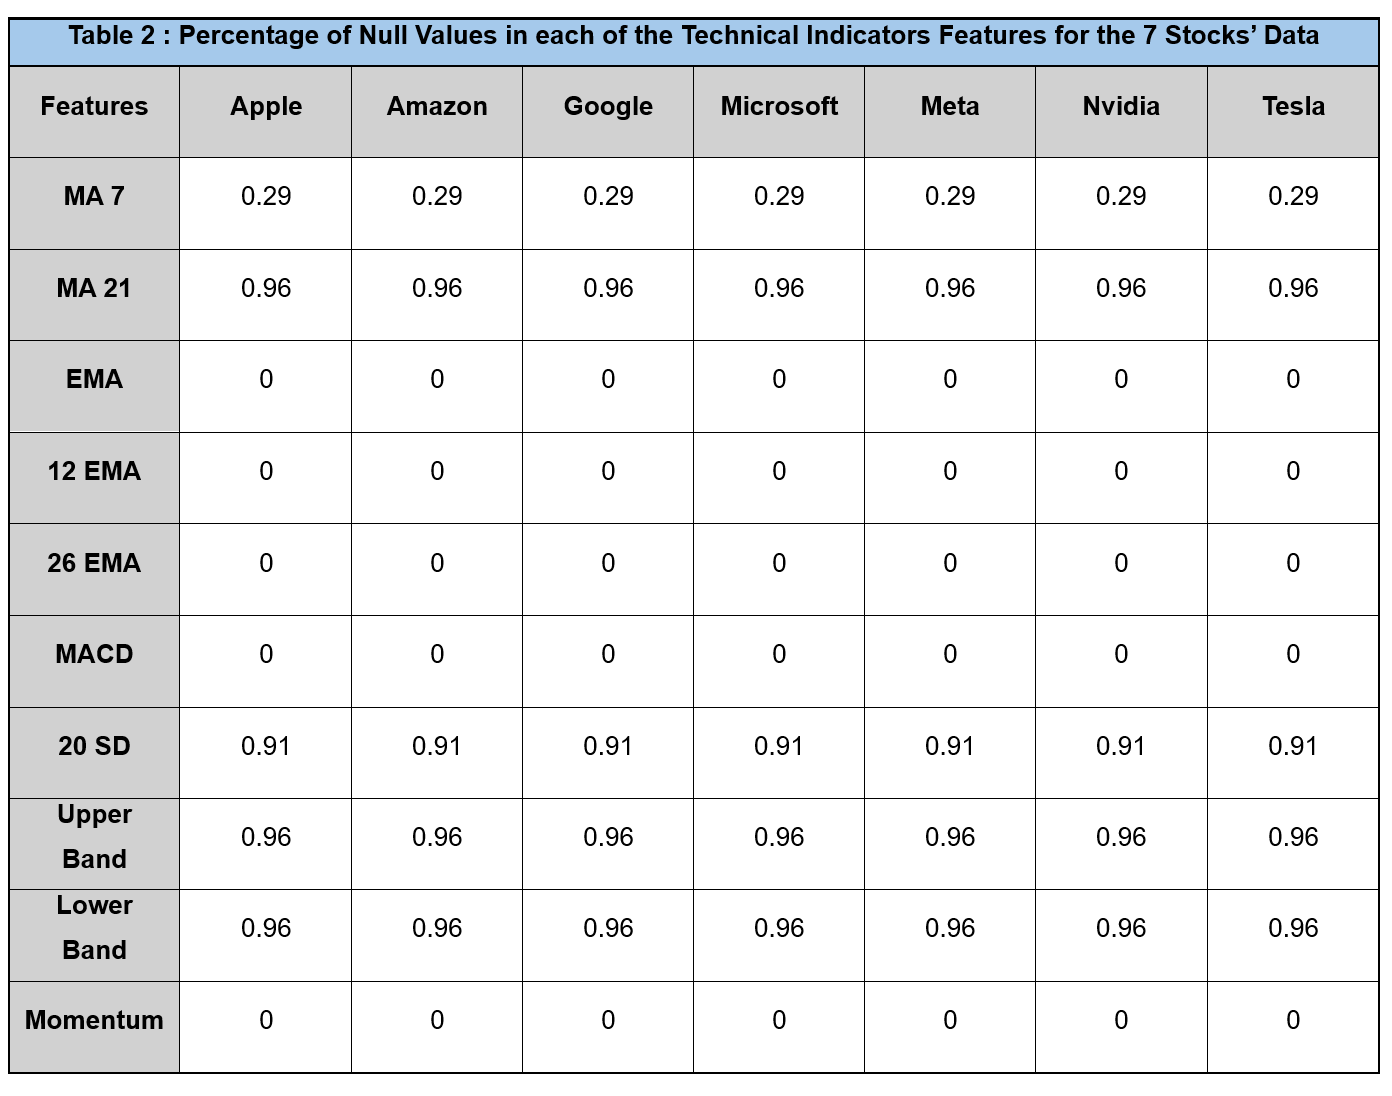 Table 2 : Percentage of Null Values in each of the Technical Indicators Features for the 7 Stocks’ Data
Features Apple Amazon Google Microsoft Meta Nvidia Tesla
MA 7 0.29 0.29 0.29 0.29 0.29 0.29 0.29
MA 21 0.96 0.96 0.96 0.96 0.96 0.96 0.96
EMA 0 0 0 0 0 0 0
12 EMA 0 0 0 0 0 0 0
26 EMA 0 0 0 0 0 0 0
MACD 0 0 0 0 0 0 0
20 SD 0.91 0.91 0.91 0.91 0.91 0.91 0.91
Upper
Band 0.96 0.96 0.96 0.96 0.96 0.96 0.96
Lower
Band 0.96 0.96 0.96 0.96 0.96 0.96 0.96
Momentum 0 0 0 0 0 0 0